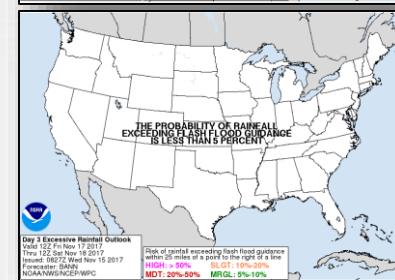 THE PROBABILITY OF RAINFALL
EXCEEDING FLASH FLOOD GUIDANCE
IS LESS THAN 5 PERCENT
NOAA
Day 3 Excessive Rainfall Outlook
Valid 12Z Fri Nov 17 2017
Thru 12Z Sat Nov 18 2017
Issued: 0827Z Wed Nov 15 2017
Forecaster: BANN
NOAA/NWS/NCEP/WPC
Risk of rainfall exceeding flash flood guidance
within 25 miles of a point to the right of a line
HIGH: > 50% SLGT: 10%-20%
MDT: 20%-50% MRGL: 5%-10%